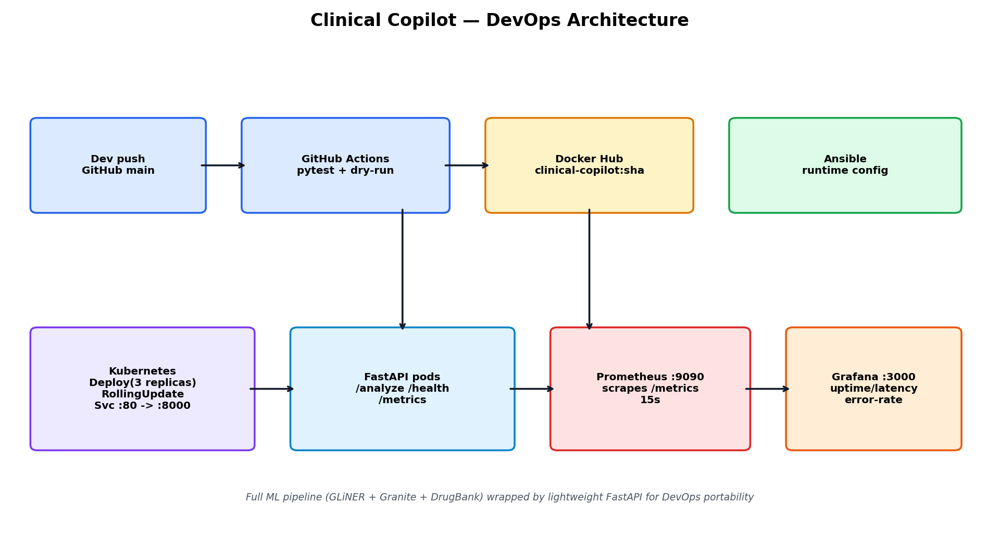 Clinical Copilot — DevOps Architecture
Dev push
GitHub main
GitHub Actions
pytest + dry-run
Docker Hub
clinical-copilot:sha
Ansible
runtime config
Kubernetes
Deploy(3 replicas)
RollingUpdate
Svc :80 -> :8000
FastAPI pods
/analyze /health
/metrics
Prometheus :9090
scrapes /metrics
15s
Grafana :3000
uptime/latency
error-rate
Full ML pipeline (GLiNER + Granite + DrugBank) wrapped by lightweight FastAPI for DevOps portability